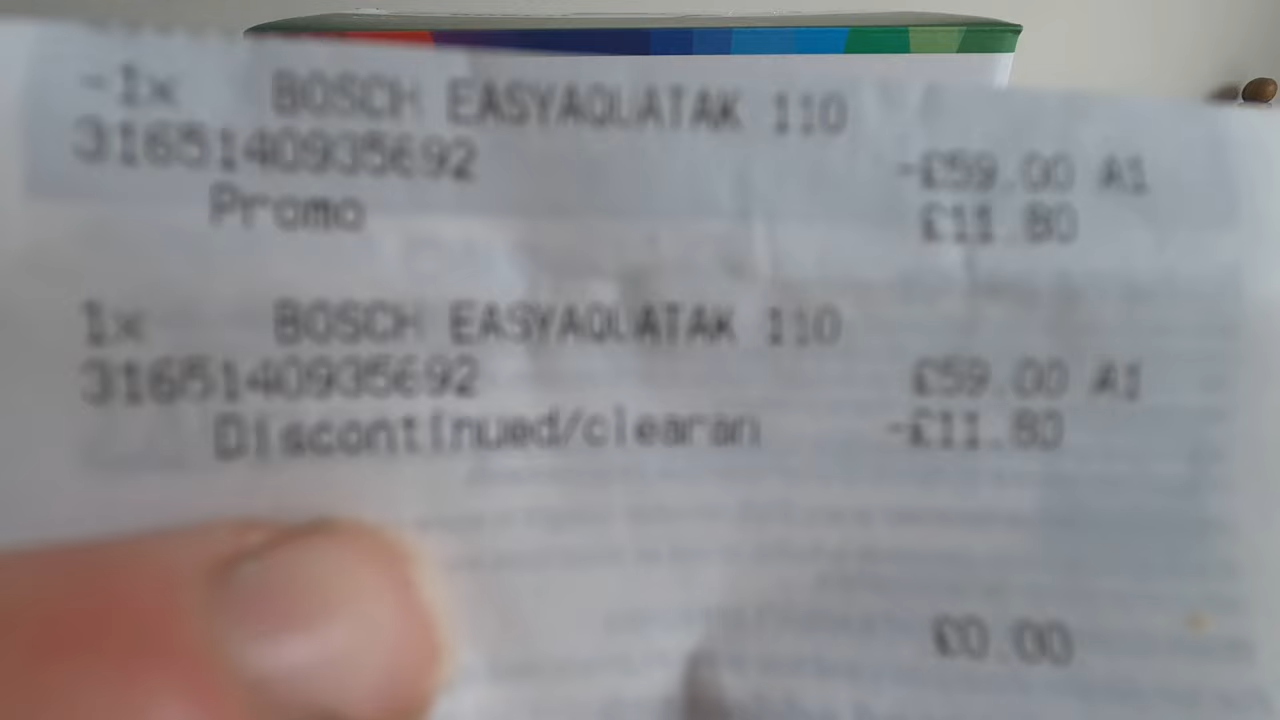 -1x BOSCH EASYAQUATAK 110
3165140935692 -£59.00 A1
Promo £11.80
1x BOSCH EASYAQUATAK 110
3165140935692 £59.00 A1
Discontinued/clearan -£11.80
£0.00